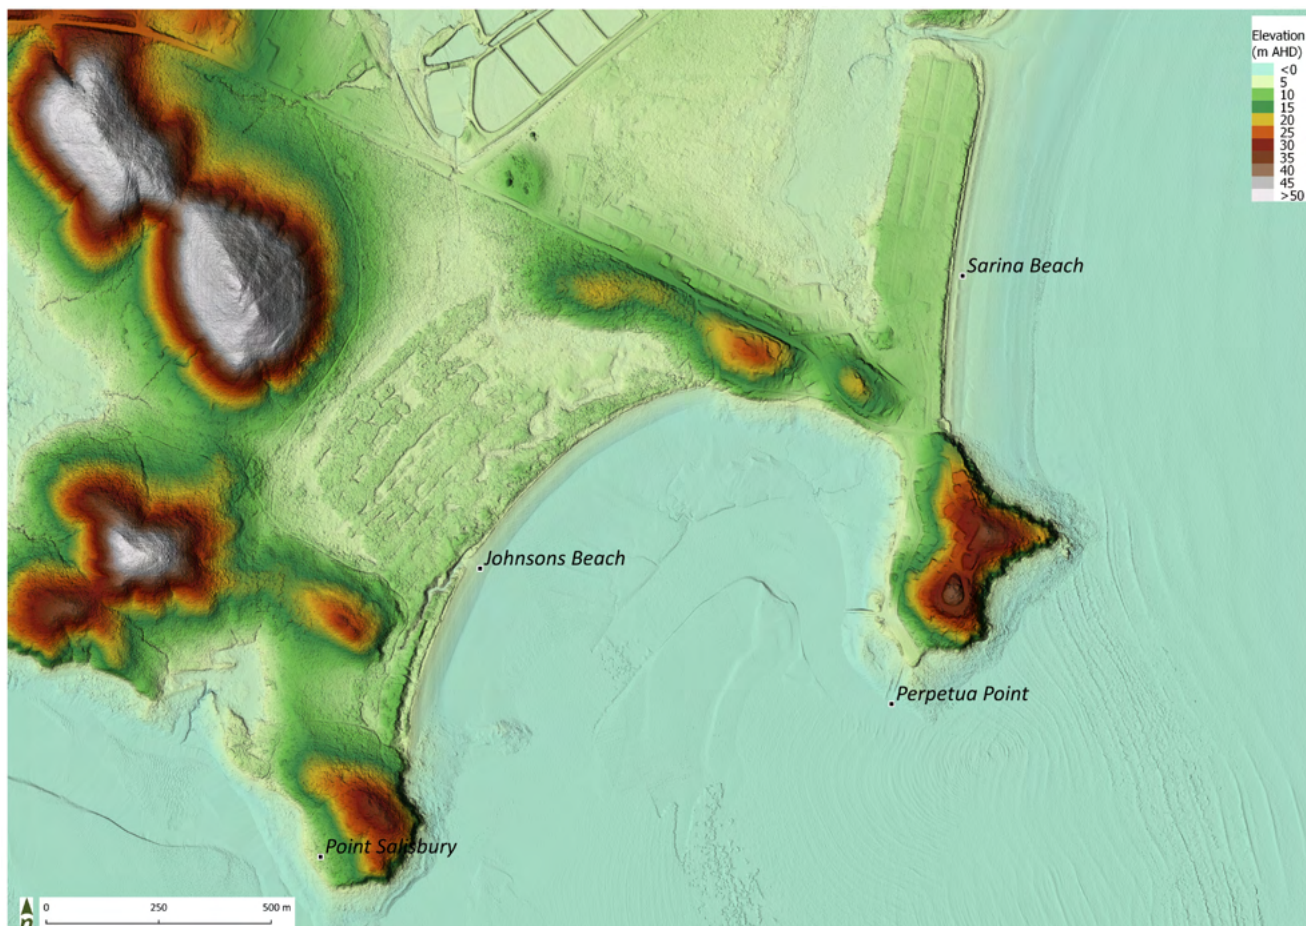 Elevation
(m AHD)
<0
5
10
15
20
25
30
35
40
45
>50
Sarina Beach
Johnsons Beach
Perpetua Point
Point Salisbury
n
0 250 500 m